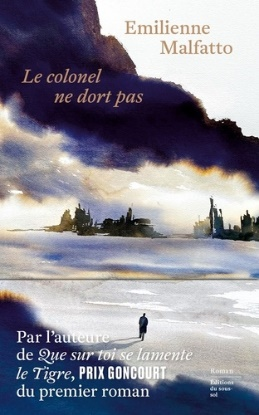 Emilienne
Malfatto
Le colonel
ne dort pas
Par l'auteure
de Que sur toi se lamente
le Tigre, PRIX GONCOURT
du premier roman
Roman
Éditions
du sous-
sol